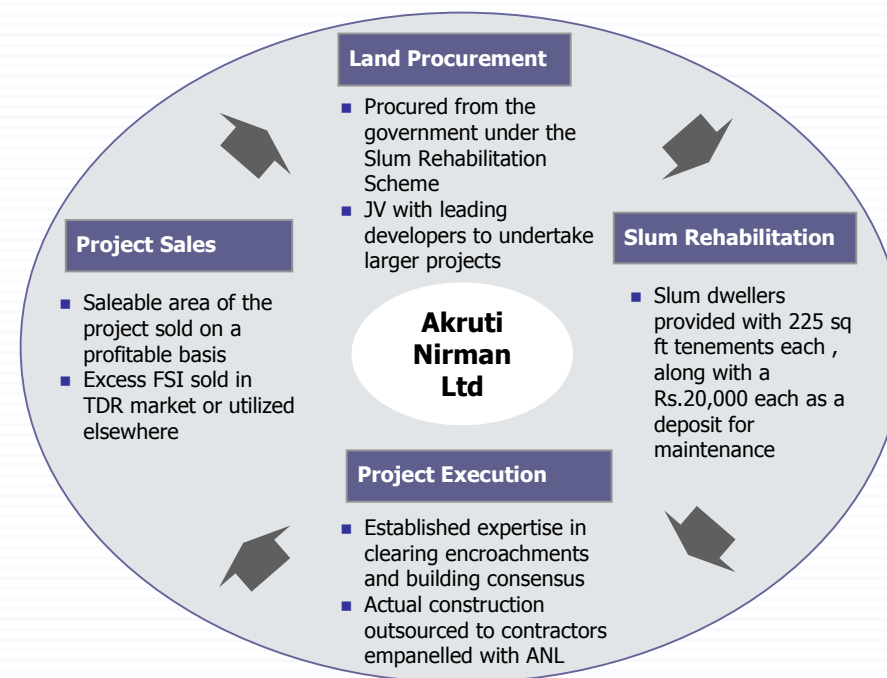 Land Procurement
■ Procured from the
government under the
Slum Rehabilitation
Scheme
■ JV with leading
developers to undertake
larger projects
Slum Rehabilitation
■ Slum dwellers
provided with 225 sq
ft tenements each ,
along with a
Rs.20,000 each as a
deposit for
maintenance
Project Execution
■ Established expertise in
clearing encroachments
and building consensus
■ Actual construction
outsourced to contractors
empanelled with ANL
Project Sales
■ Saleable area of the
project sold on a
profitable basis
■ Excess FSI sold in
TDR market or utilized
elsewhere
Akruti
Nirman
Ltd